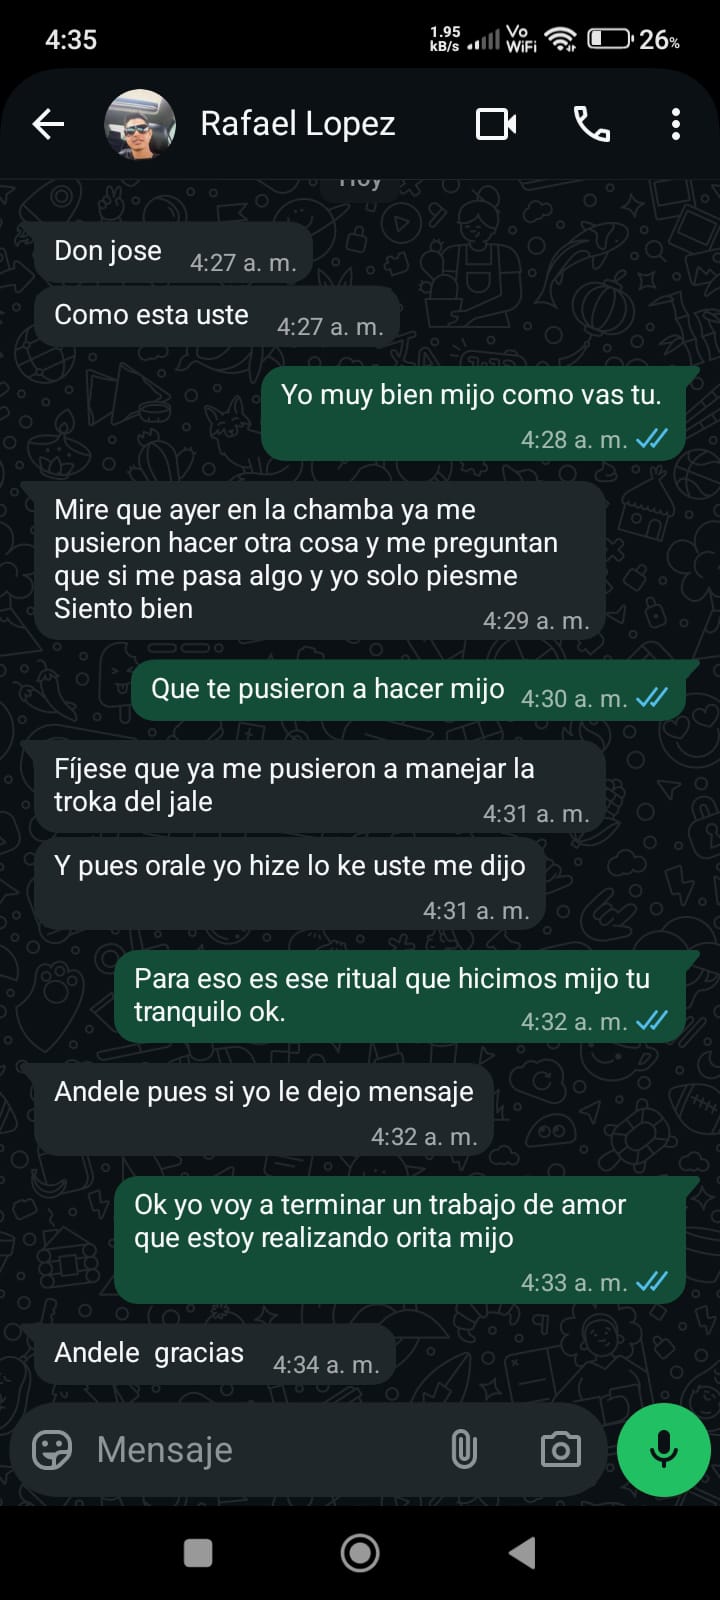 4:35
1.95
kB/s
Vo
WiFi
26%
Rafael Lopez
Hoy
Don jose
4:27 a. m.
Como esta uste
4:27 a. m.
Yo muy bien mijo como vas tu.
4:28 a. m.
Mire que ayer en la chamba ya me
pusieron hacer otra cosa y me preguntan
que si me pasa algo y yo solo piesme
Siento bien
4:29 a. m.
Que te pusieron a hacer mijo
4:30 a. m.
Fíjese que ya me pusieron a manejar la
troka del jale
4:31 a. m.
Y pues orale yo hize lo ke uste me dijo
4:31 a. m.
Para eso es ese ritual que hicimos mijo tu
tranquilo ok.
4:32 a. m.
Andele pues si yo le dejo mensaje
4:32 a. m.
Ok yo voy a terminar un trabajo de amor
que estoy realizando orita mijo
4:33 a. m.
Andele  gracias
4:34 a. m.
Mensaje